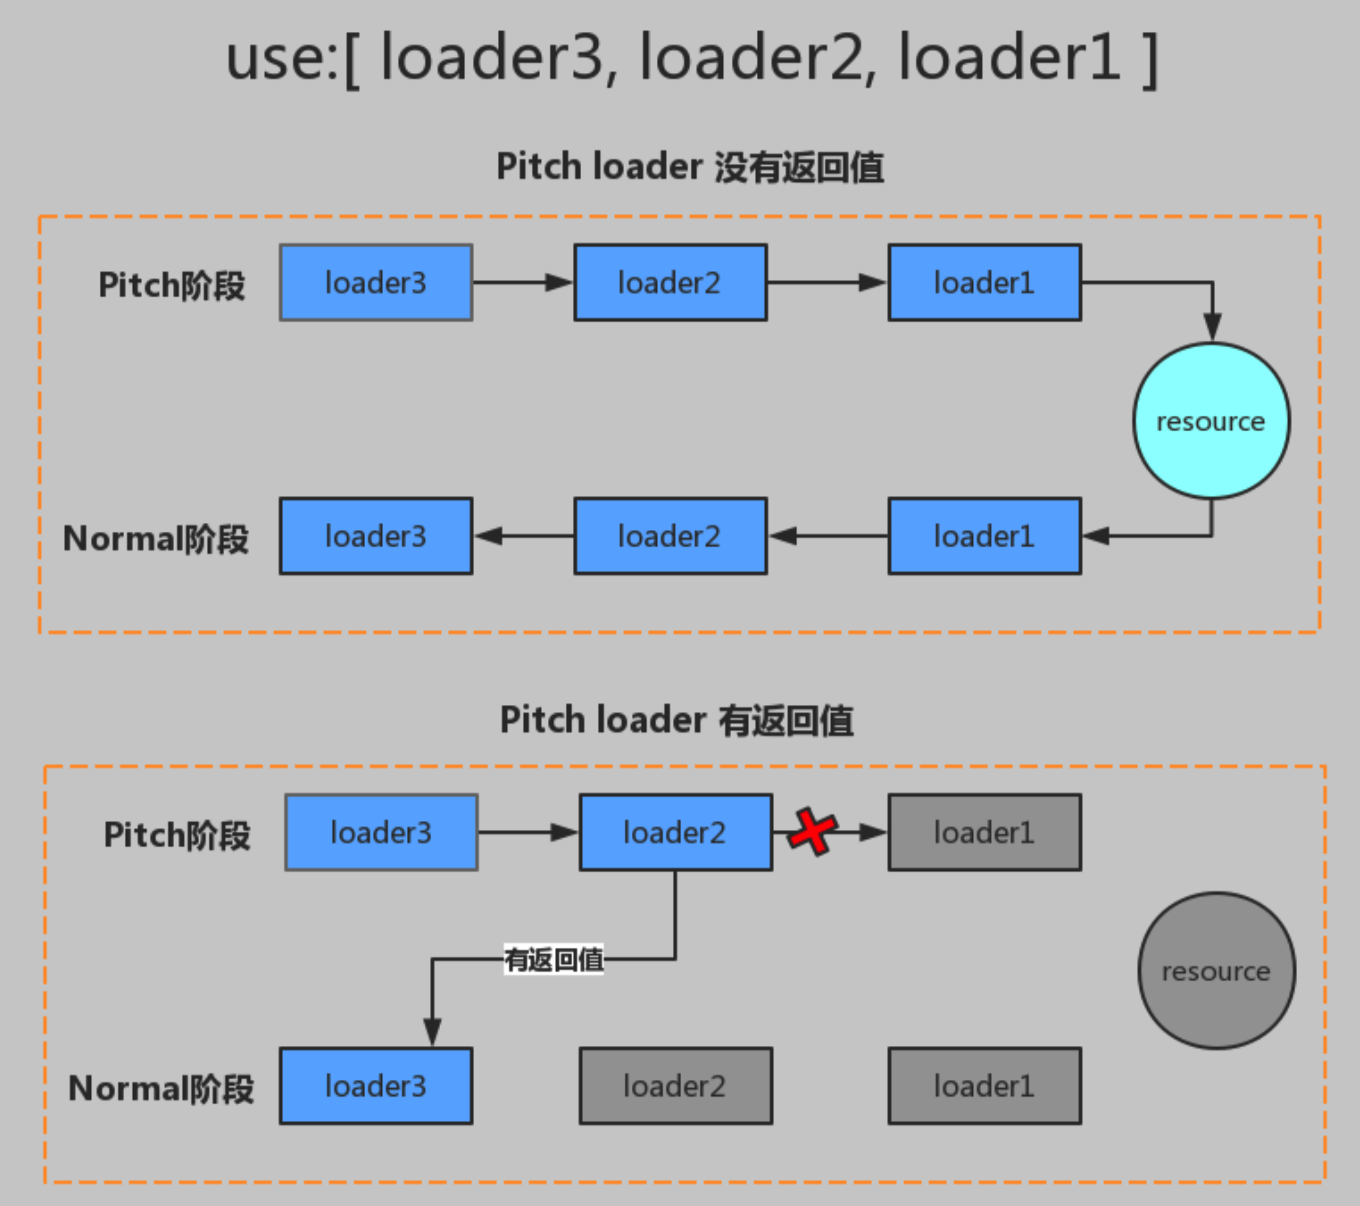 use:[ loader3, loader2, loader1 ]
Pitch loader 没有返回值
Pitch阶段
loader3
loader2
loader1
resource
Normal阶段
loader3
loader2
loader1
Pitch loader 有返回值
Pitch阶段
loader3
loader2
loader1
有返回值
resource
Normal阶段
loader3
loader2
loader1